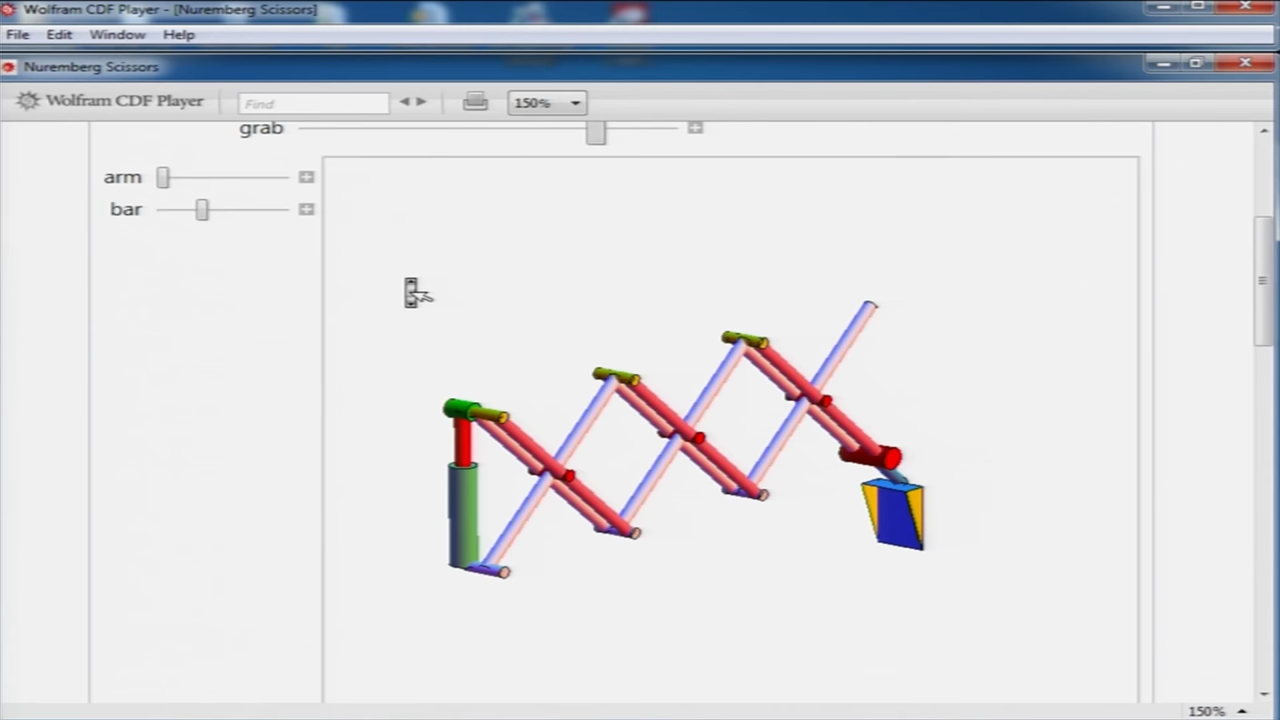 Wolfram CDF Player - [Nuremberg Scissors]
File Edit Window Help
Nuremberg Scissors
Wolfram CDF Player Find 150%
grab
arm
bar
150%